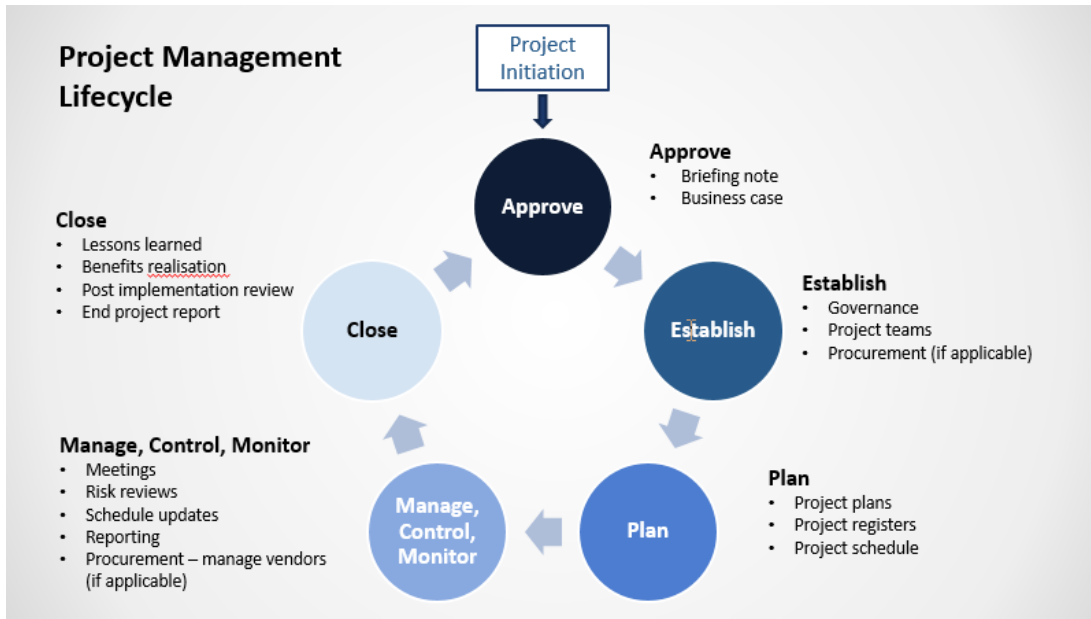 Project Management
Lifecycle
Project
Initiation
Approve
Approve
• Briefing note
• Business case
Establish
Establish
• Governance
• Project teams
• Procurement (if applicable)
Plan
Plan
• Project plans
• Project registers
• Project schedule
Manage,
Control,
Monitor
Manage, Control, Monitor
• Meetings
• Risk reviews
• Schedule updates
• Reporting
• Procurement – manage vendors
(if applicable)
Close
Close
• Lessons learned
• Benefits realisation
• Post implementation review
• End project report